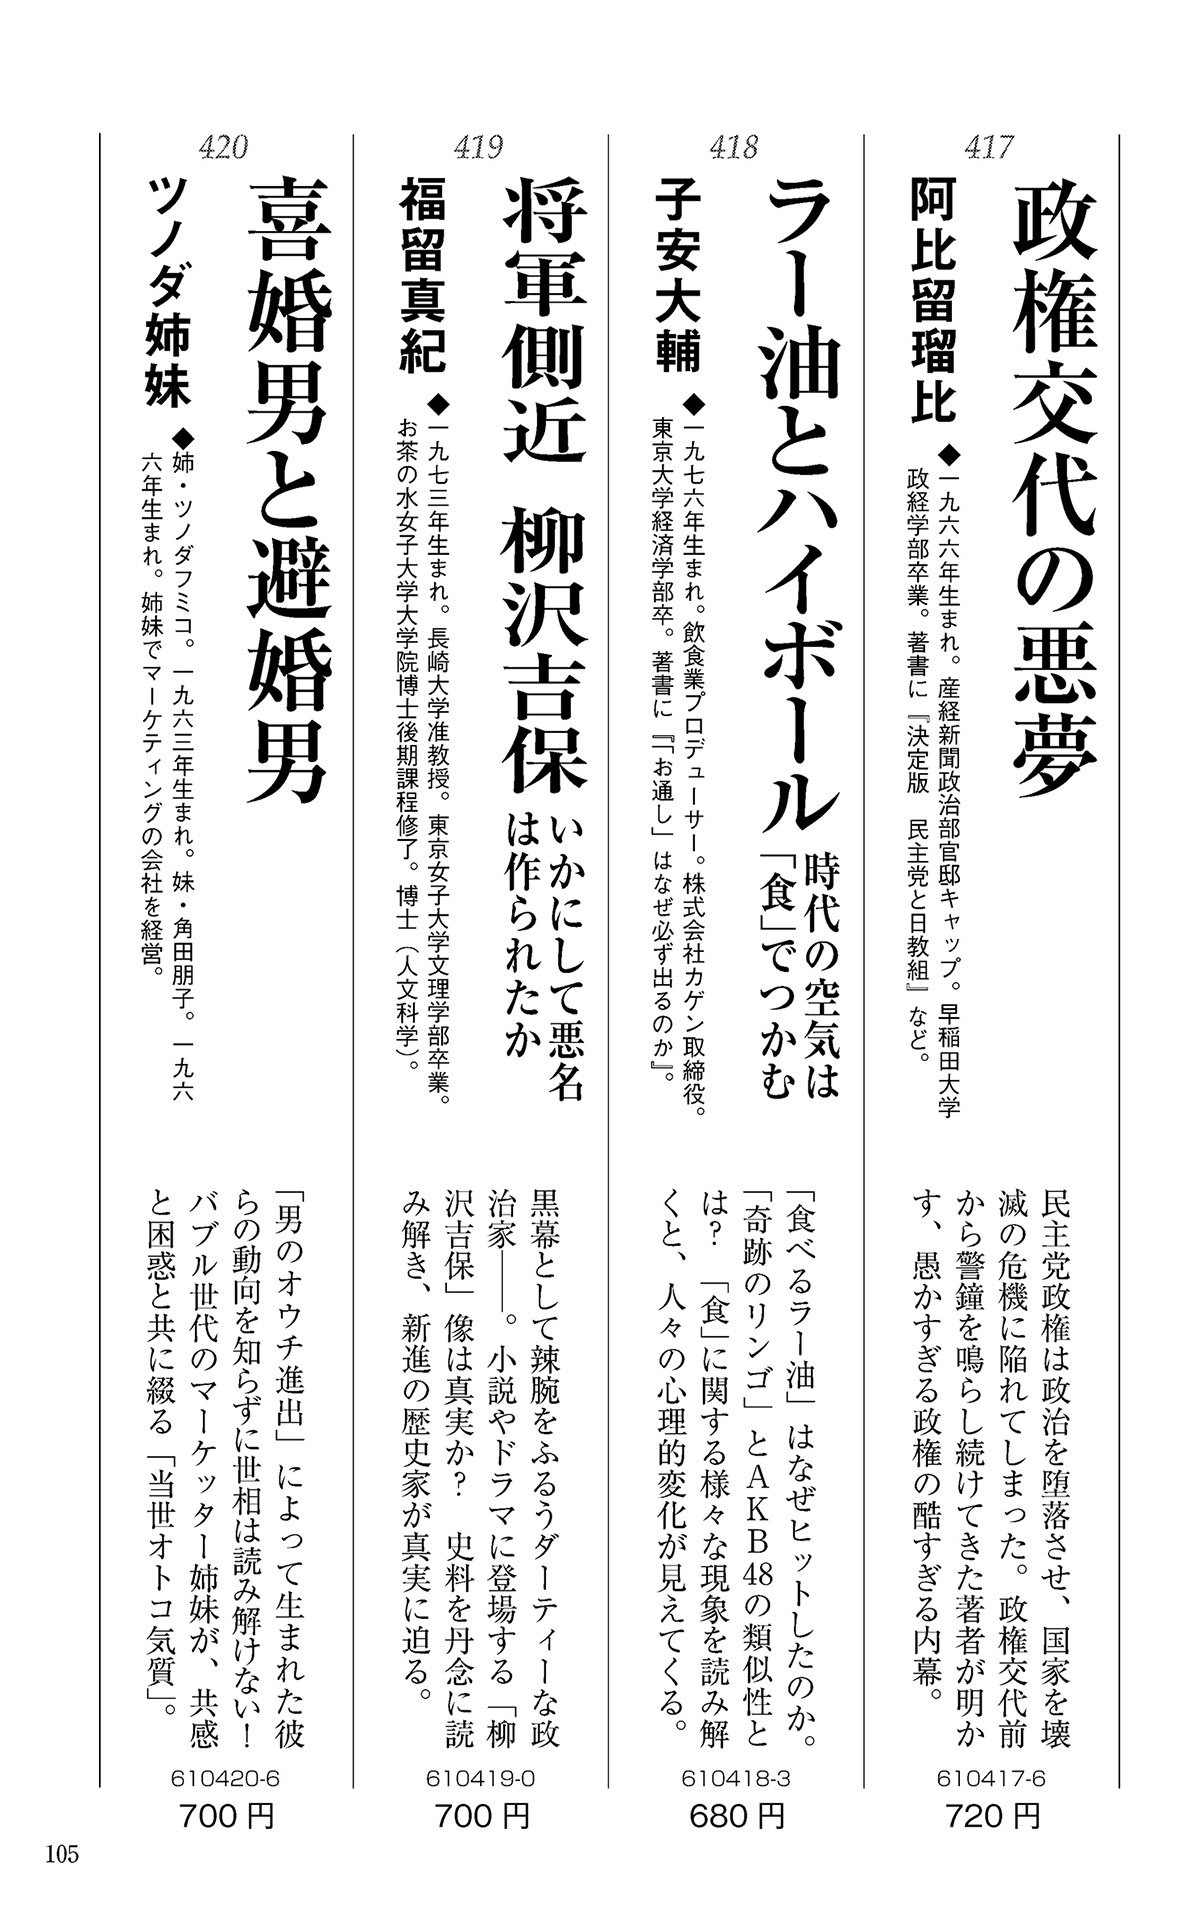 417
政権交代の悪夢
阿比留瑠比
◆一九六六年生まれ。産経新聞政治部官邸キャップ。早稲田大学
政経学部卒業。著書に『決定版　民主党と日教組』など。
民主党政権は政治を堕落させ、国家を壊
滅の危機に陥れてしまった。政権交代前
から警鐘を鳴らし続けてきた著者が明か
す、愚かすぎる政権の酷すぎる内幕。
610417-6
720円
418
ラー油とハイボール
時代の空気は
「食」でつかむ
子安大輔
◆一九七六年生まれ。飲食業プロデューサー。株式会社カゲン取締役。
東京大学経済学部卒。著書に『「お通し」はなぜ必ず出るのか』。
「食べるラー油」はなぜヒットしたのか。
「奇跡のリンゴ」とＡＫＢ48の類似性と
は？　「食」に関する様々な現象を読み解
くと、人々の心理的変化が見えてくる。
610418-3
680円
419
将軍側近　柳沢吉保
いかにして悪名
は作られたか
福留真紀
◆一九七三年生まれ。長崎大学准教授。東京女子大学文理学部卒業。
お茶の水女子大学大学院博士後期課程修了。博士（人文科学）。
黒幕として辣腕をふるうダーティーな政
治家――。小説やドラマに登場する「柳
沢吉保」像は真実か？　史料を丹念に読
み解き、新進の歴史家が真実に迫る。
610419-0
700円
420
喜婚男と避婚男
ツノダ姉妹
◆姉・ツノダフミコ。一九六三年生まれ。妹・角田朋子。一九六
六年生まれ。姉妹でマーケティングの会社を経営。
「男のオウチ進出」によって生まれた彼
らの動向を知らずに世相は読み解けない！
バブル世代のマーケッター姉妹が、共感
と困惑と共に綴る「当世オトコ気質」。
610420-6
700円
105